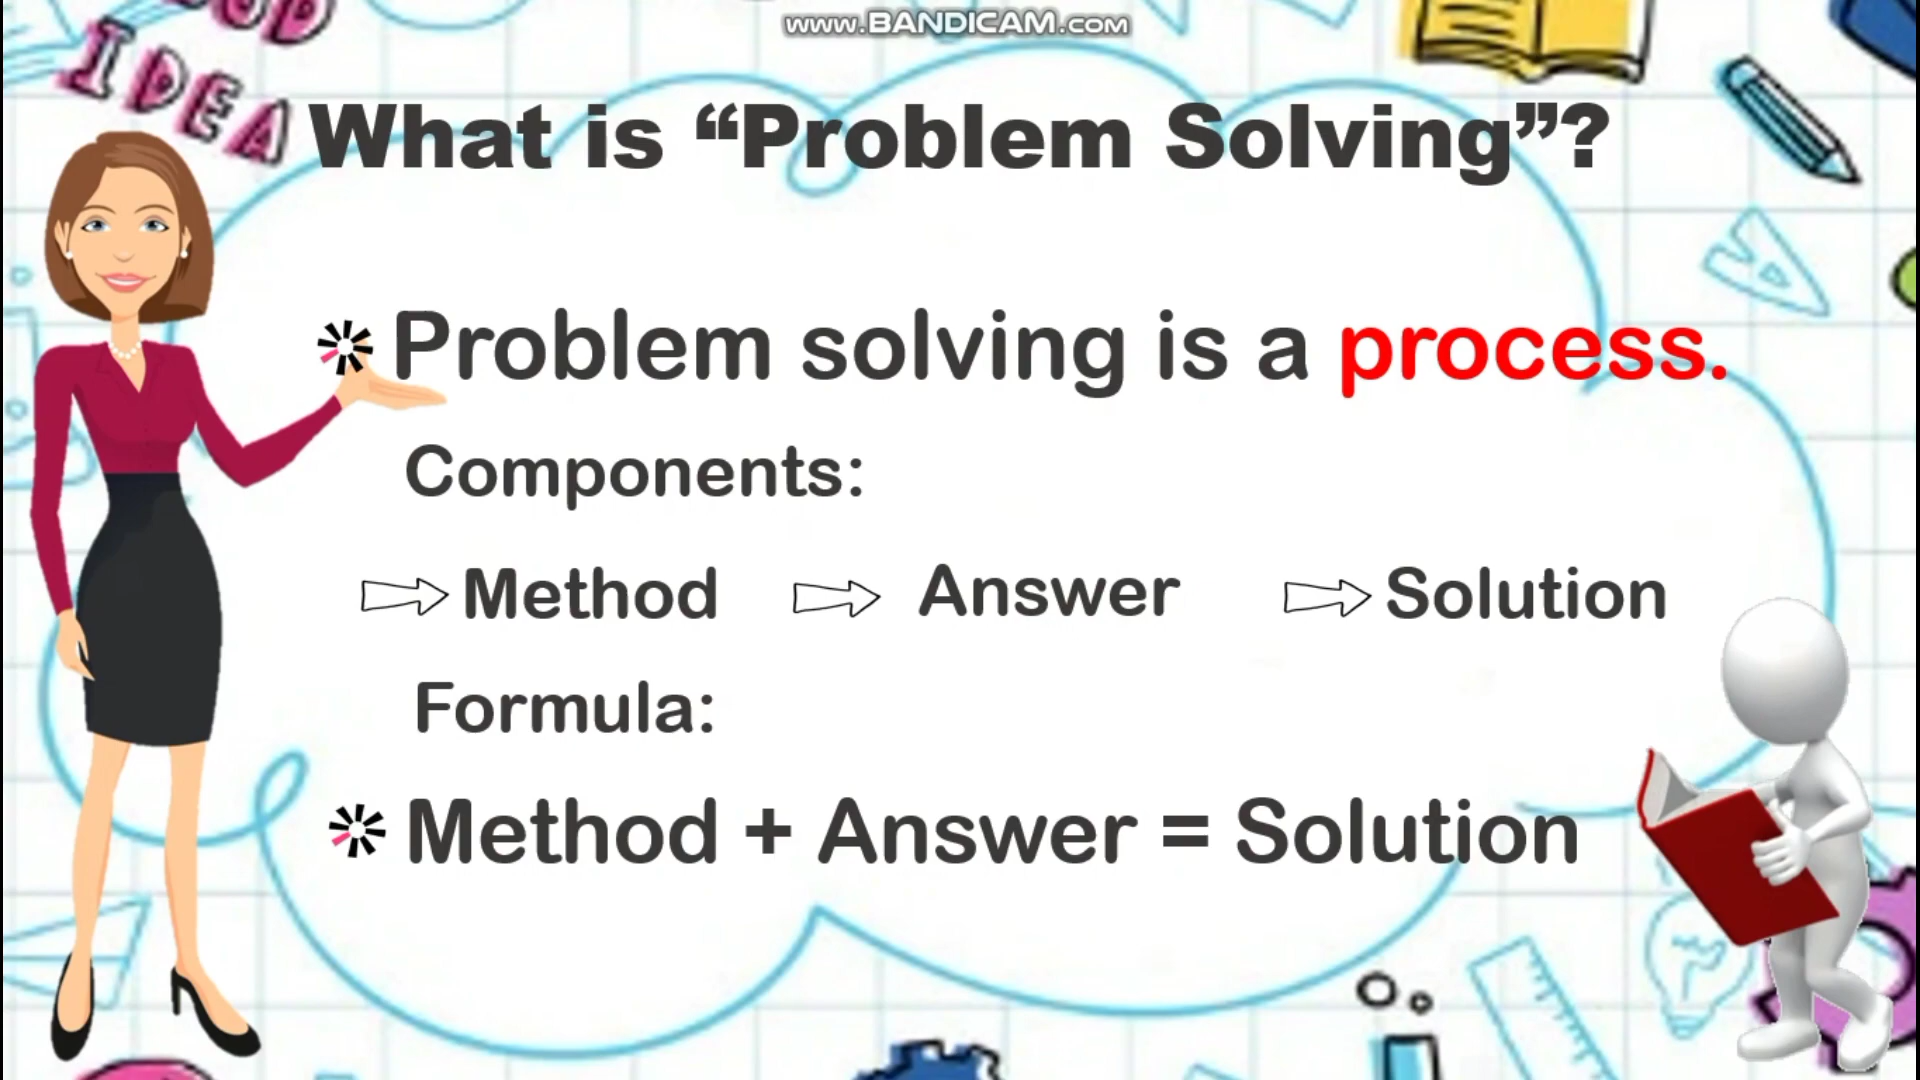 www.BANDICAM.com
IDEA
What is “Problem Solving”?
Problem solving is a process.
Components:
Method Answer Solution
Formula:
Method + Answer = Solution